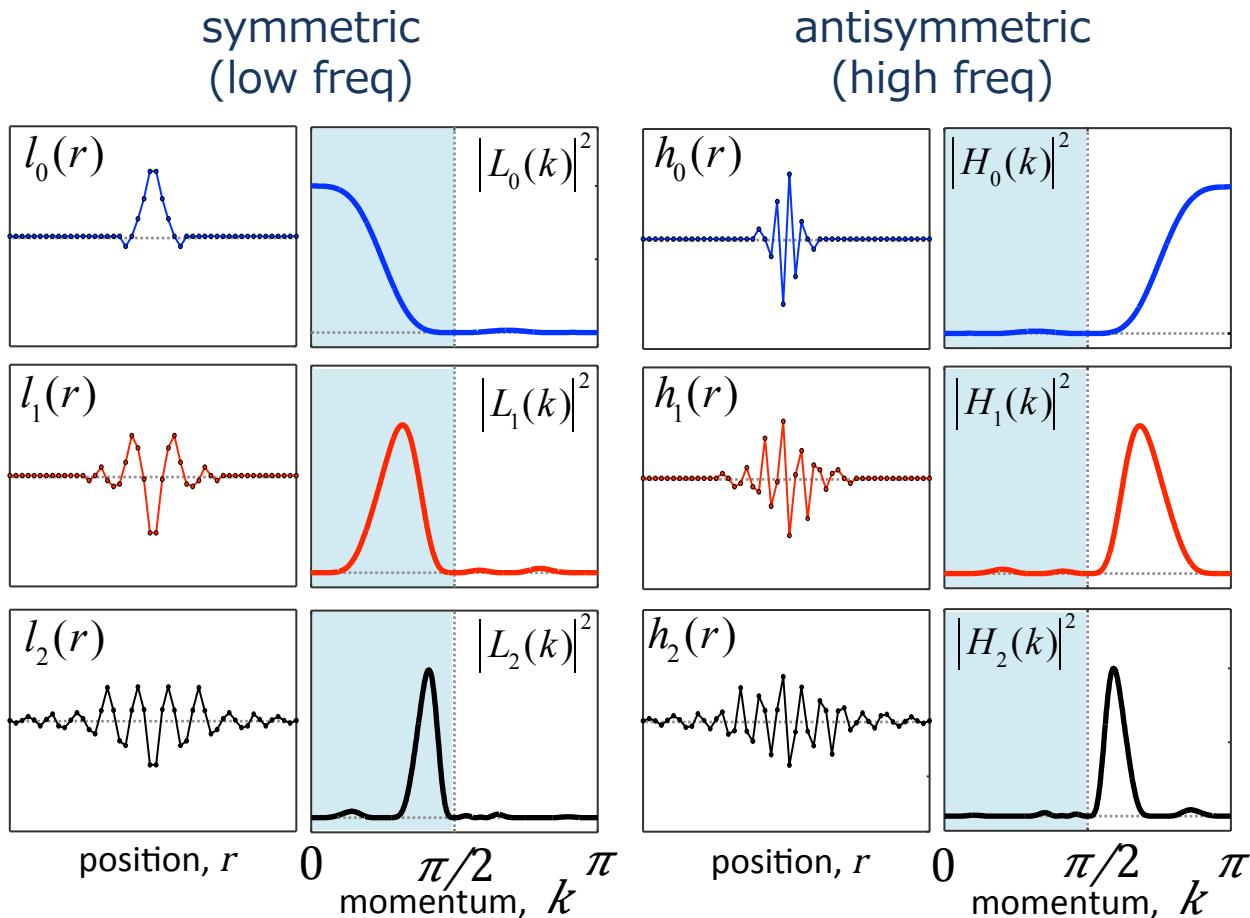 symmetric
(low freq)
antisymmetric
(high freq)
l₀(r)
|L₀(k)|²
h₀(r)
|H₀(k)|²
l₁(r)
|L₁(k)|²
h₁(r)
|H₁(k)|²
l₂(r)
|L₂(k)|²
h₂(r)
|H₂(k)|²
position, r
0
π/2
π
momentum, k
position, r
0
π/2
π
momentum, k